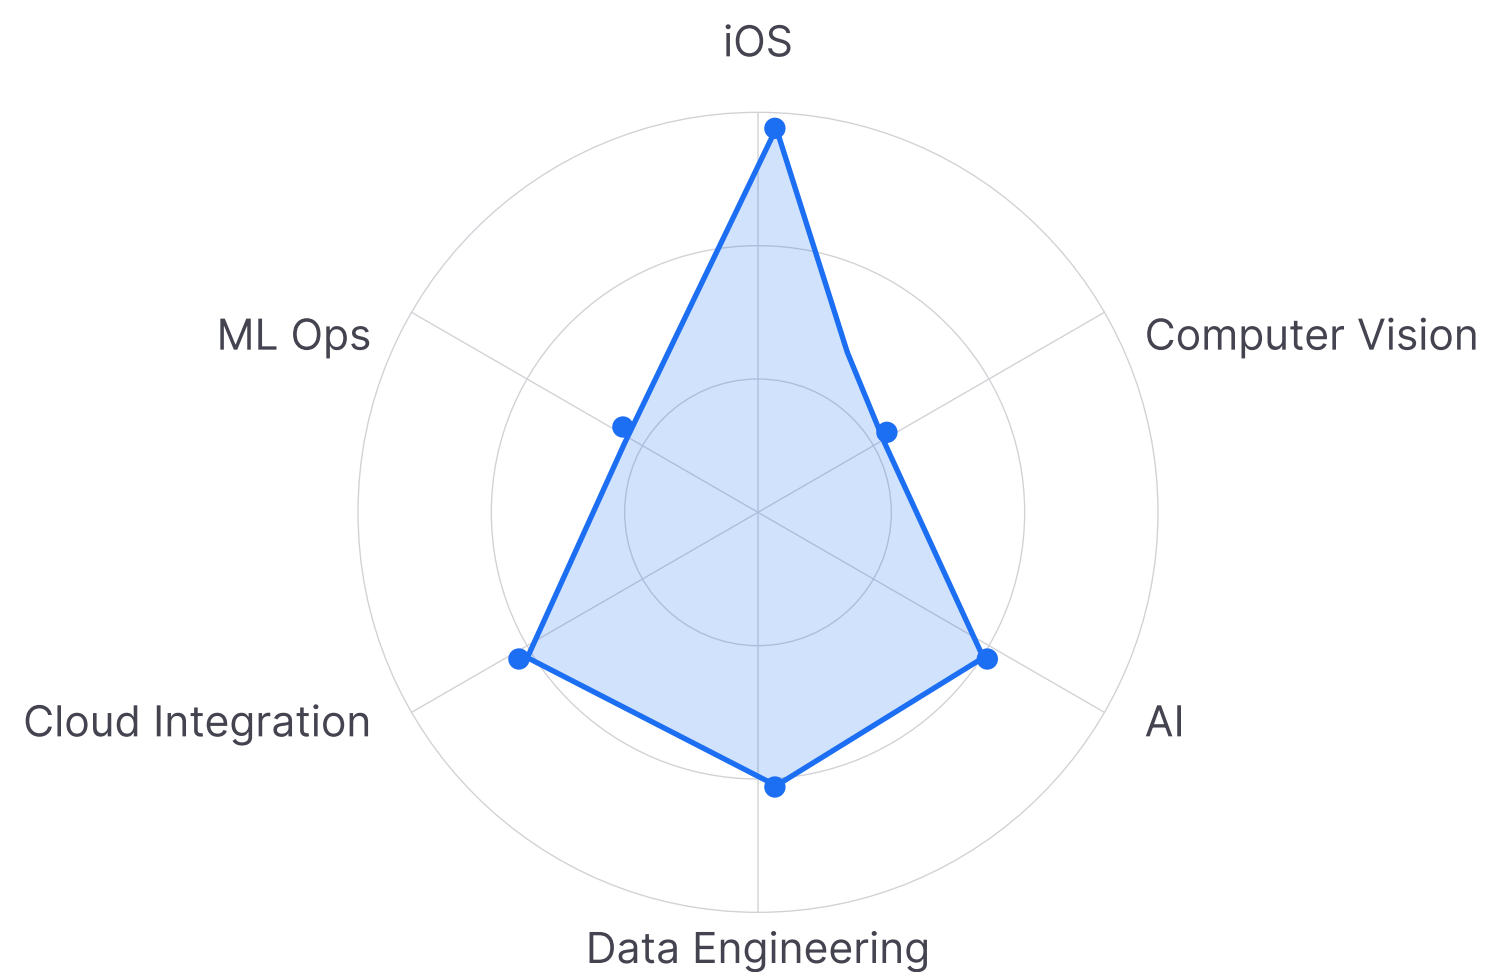 iOS
ML Ops
Computer Vision
Cloud Integration
AI
Data Engineering